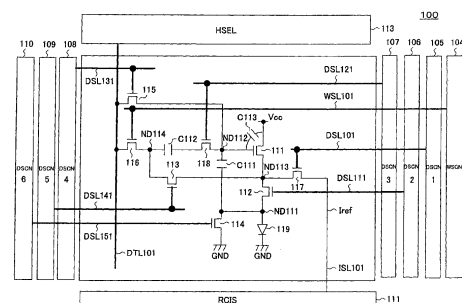 100
HSEL
113
110 109 108
107 106 105 104
DSL131
DSL121
115
WSL101
C113
Vcc
ND114
C112
ND112
DSL101
111
116
118
C111
ND113
113
117
DSL111
112
DSCN 6
DSCN 5
DSCN 4
DSCN 3
DSCN 2
DSCN 1
WSCN
DSL141
ND111
Iref
DSL151
114
119
GND
GND
DTL101
ISL101
RCIS
111